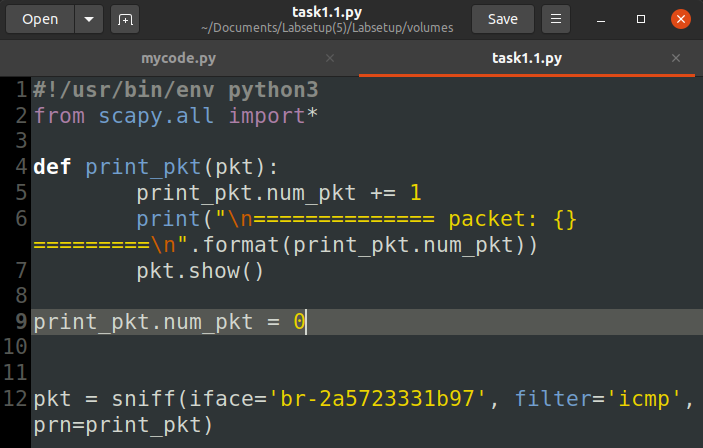 Open
task1.1.py
~/Documents/Labsetup(5)/Labsetup/volumes
Save
mycode.py
task1.1.py
1 #!/usr/bin/env python3
2 from scapy.all import*
3
4 def print_pkt(pkt):
5         print_pkt.num_pkt += 1
6         print("\n============== packet: {}
=========\n".format(print_pkt.num_pkt))
7         pkt.show()
8
9 print_pkt.num_pkt = 0
10
11
12 pkt = sniff(iface='br-2a5723331b97', filter='icmp',
prn=print_pkt)